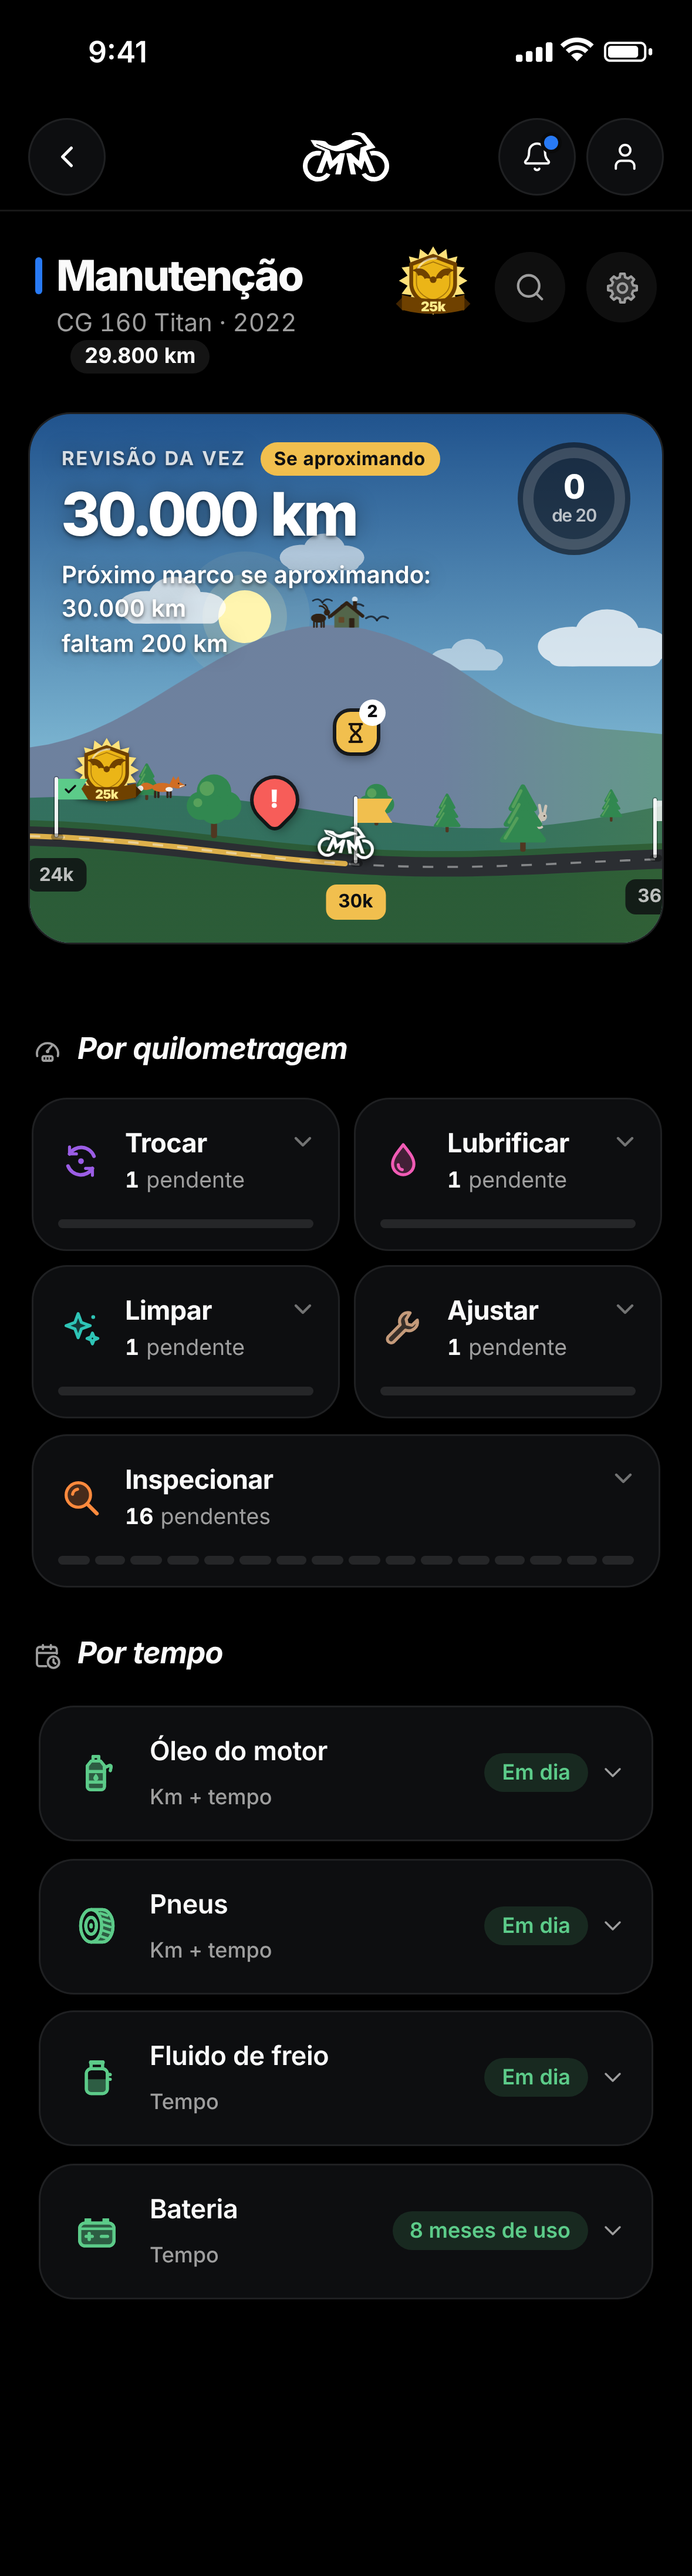 9:41
MM
Manutenção
25k
CG 160 Titan · 2022
29.800 km
REVISÃO DA VEZ
Se aproximando
0
de 20
30.000 km
Próximo marco se aproximando:
30.000 km
faltam 200 km
2
25k
!
24k
30k
36
Por quilometragem
Trocar
1 pendente
Lubrificar
1 pendente
Limpar
1 pendente
Ajustar
1 pendente
Inspecionar
16 pendentes
Por tempo
Óleo do motor
Km + tempo
Em dia
Pneus
Km + tempo
Em dia
Fluido de freio
Tempo
Em dia
Bateria
Tempo
8 meses de uso